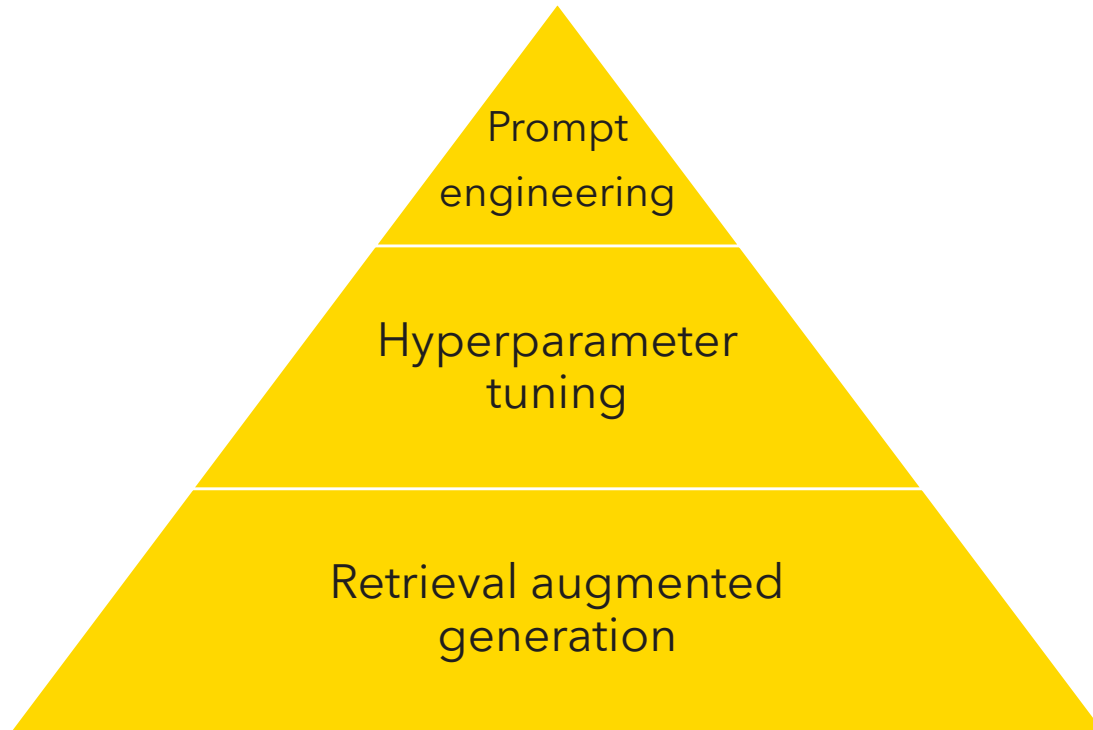 Prompt
engineering
Hyperparameter
tuning
Retrieval augmented
generation